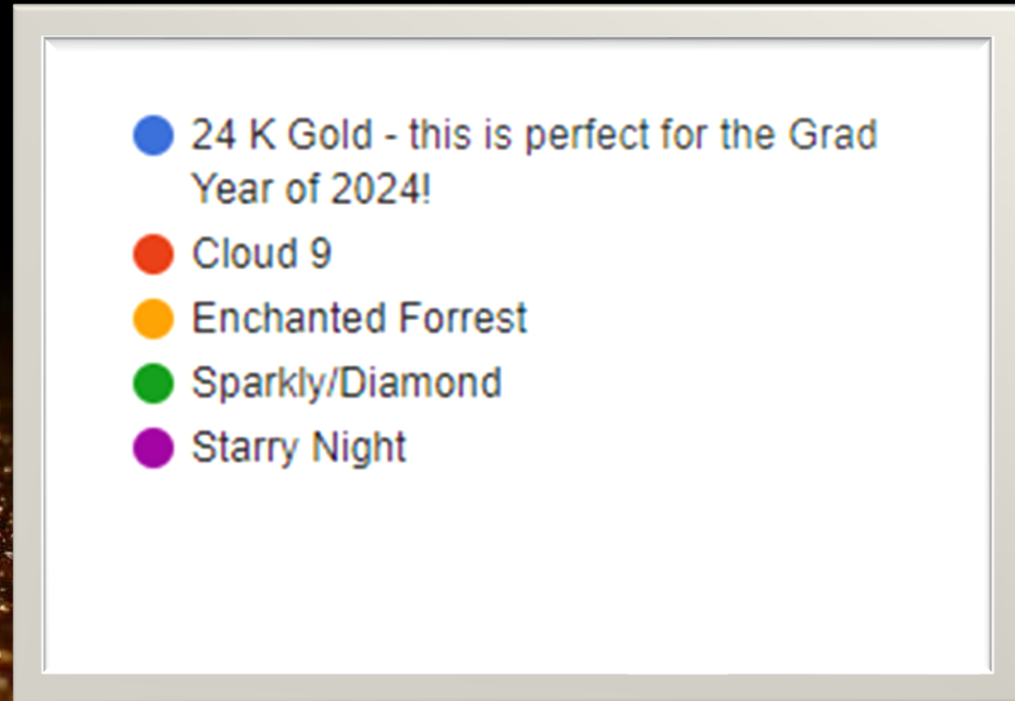 24 K Gold - this is perfect for the Grad
Year of 2024!
Cloud 9
Enchanted Forrest
Sparkly/Diamond
Starry Night